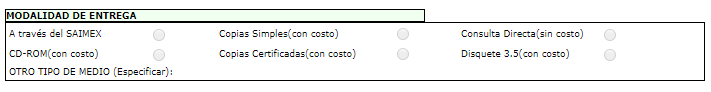 MODALIDAD DE ENTREGA
A través del SAIMEX Copias Simples(con costo) Consulta Directa(sin costo)
CD-ROM(con costo) Copias Certificadas(con costo) Disquete 3.5(con costo)
OTRO TIPO DE MEDIO (Especificar):